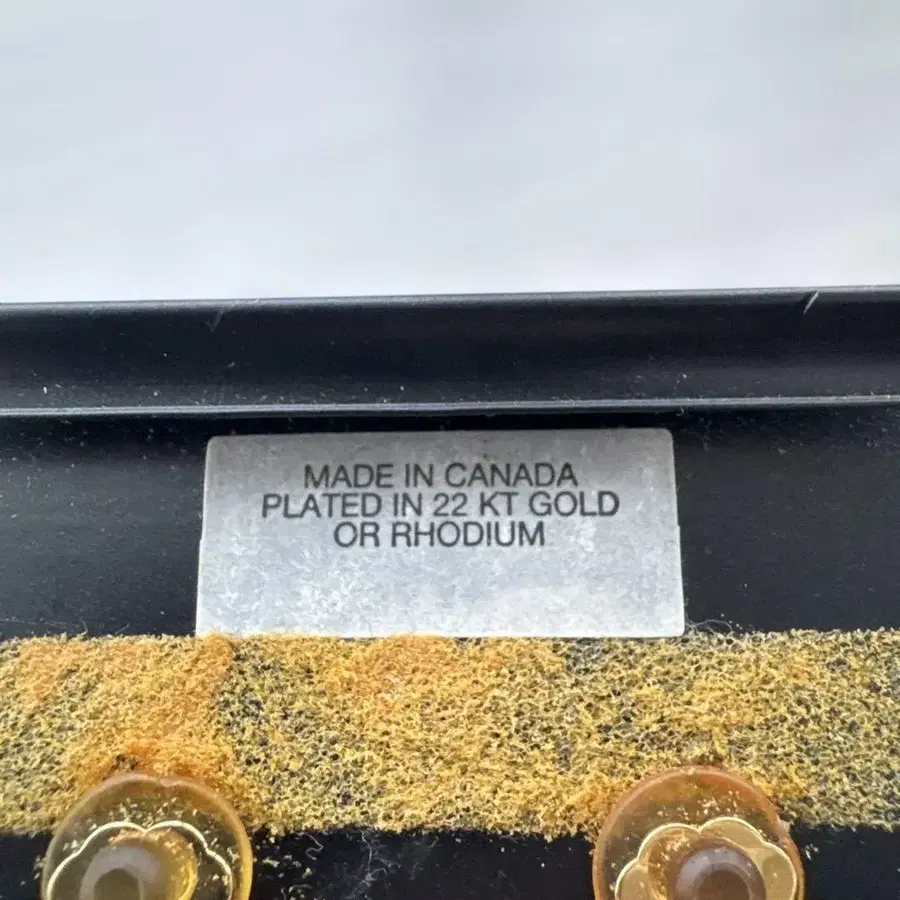 MADE IN CANADA
PLATED IN 22 KT GOLD
OR RHODIUM